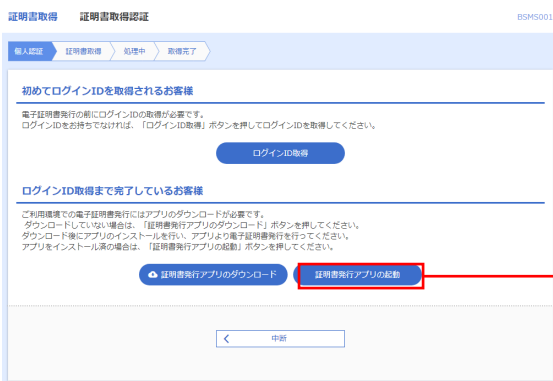 証明書取得 証明書取得認証 BSMS001
個人認証 証明書取得 処理中 取得完了
初めてログインIDを取得されるお客様
電子証明書発行の前にログインIDの取得が必要です。
ログインIDをお持ちでなければ、「ログインID取得」ボタンを押してログインIDを取得してください。
ログインID取得
ログインID取得まで完了しているお客様
ご利用環境での電子証明書発行にはアプリのダウンロードが必要です。
ダウンロードしていない場合は、「証明書発行アプリのダウンロード」ボタンを押してください。
ダウンロード後にアプリのインストールを行い、アプリより電子証明書発行を行ってください。
アプリをインストール済の場合は、「証明書発行アプリの起動」ボタンを押してください。
証明書発行アプリのダウンロード 証明書発行アプリの起動
中断